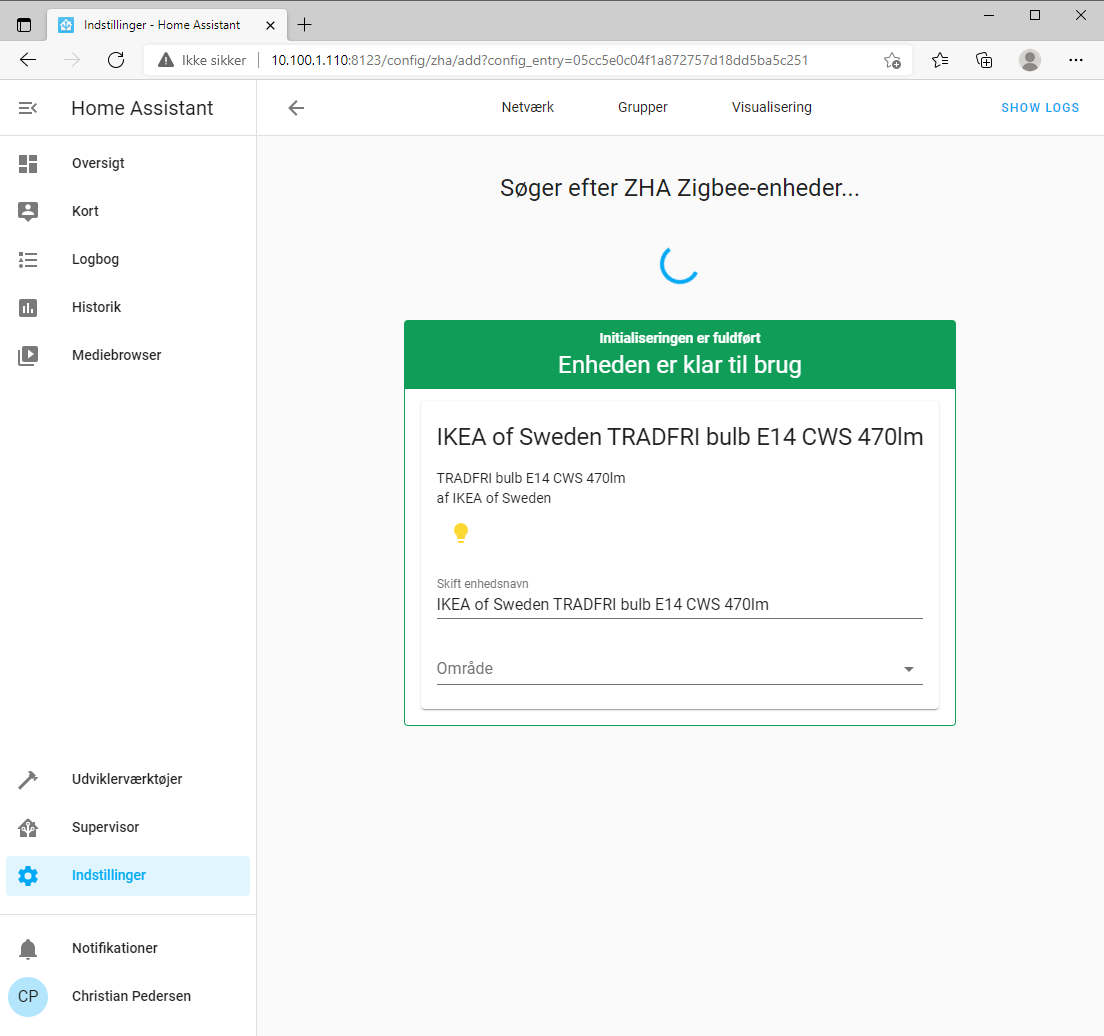 Indstillinger - Home Assistant
Ikke sikker
10.100.1.110:8123/config/zha/add?config_entry=05cc5e0c04f1a872757d18dd5ba5c251
Home Assistant
Netværk
Grupper
Visualisering
SHOW LOGS
Oversigt
Kort
Logbog
Historik
Mediebrowser
Søger efter ZHA Zigbee-enheder...
Initialiseringen er fuldført
Enheden er klar til brug
IKEA of Sweden TRADFRI bulb E14 CWS 470lm
TRADFRI bulb E14 CWS 470lm
af IKEA of Sweden
Skift enhedsnavn
IKEA of Sweden TRADFRI bulb E14 CWS 470lm
Område
Udviklerværktøjer
Supervisor
Indstillinger
Notifikationer
CP
Christian Pedersen